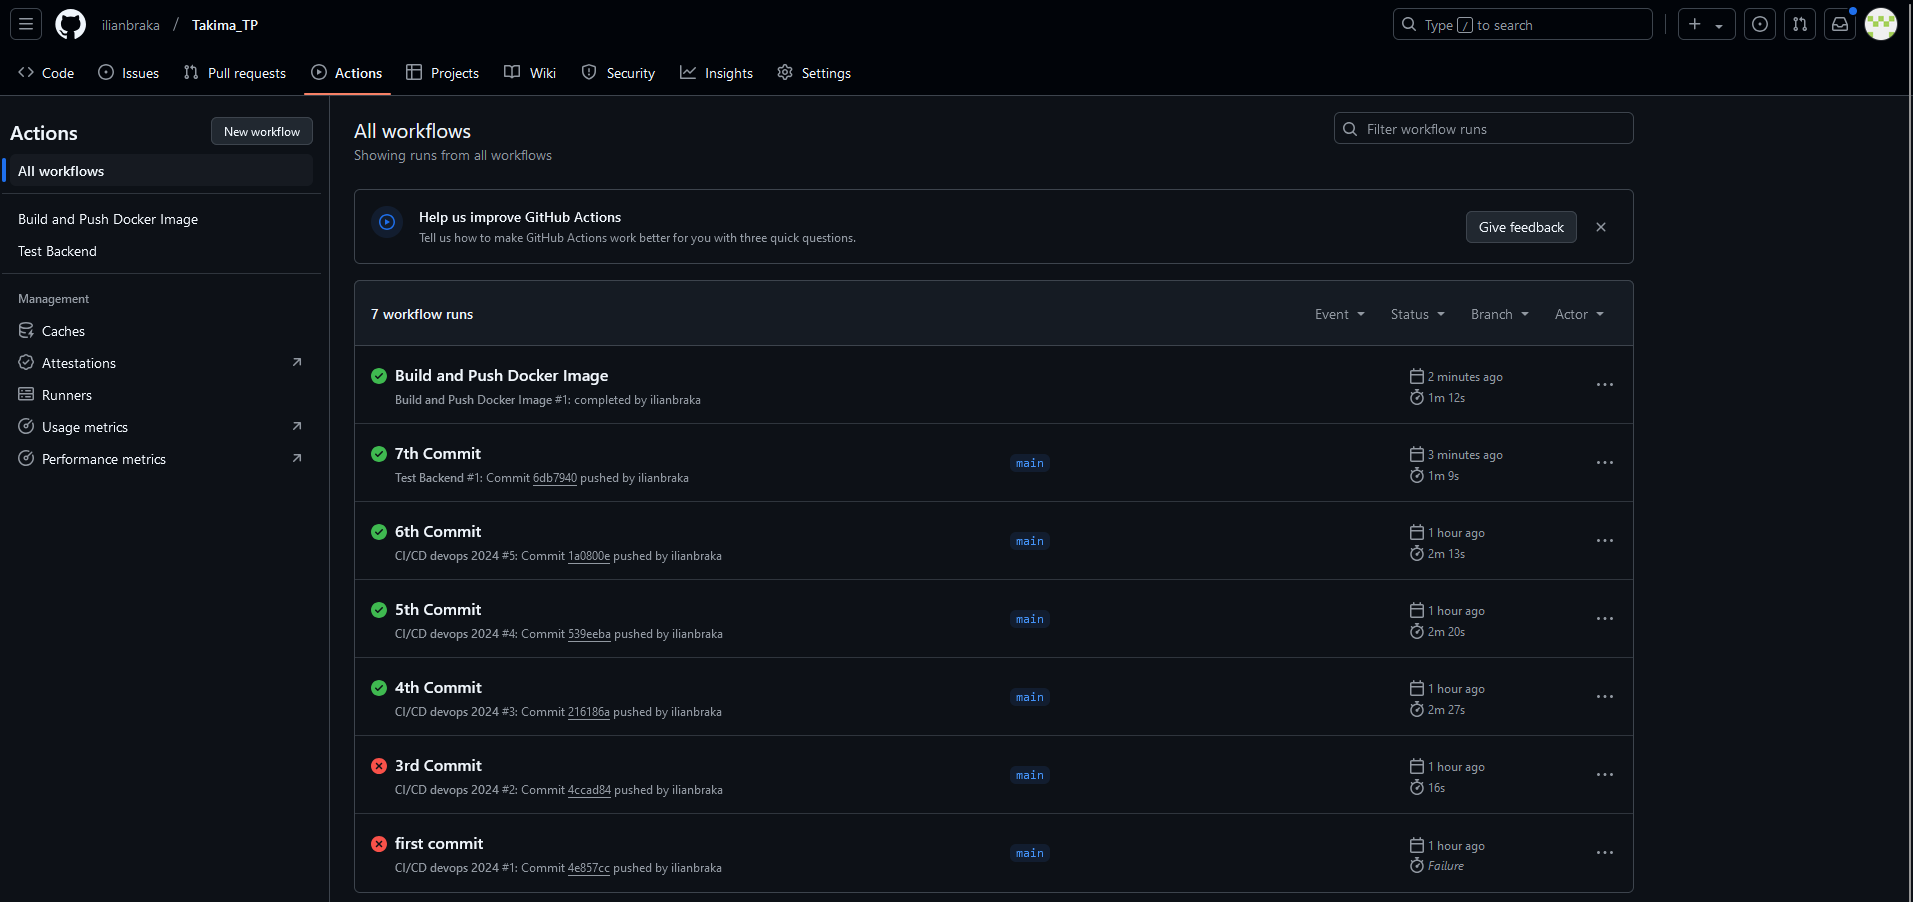 ilianbraka / Takima_TP
Type / to search
Code Issues Pull requests Actions Projects Wiki Security Insights Settings
Actions
New workflow
All workflows
Build and Push Docker Image
Test Backend
Management
Caches
Attestations
Runners
Usage metrics
Performance metrics
All workflows
Showing runs from all workflows
Filter workflow runs
Help us improve GitHub Actions
Tell us how to make GitHub Actions work better for you with three quick questions.
Give feedback
7 workflow runs
Event Status Branch Actor
Build and Push Docker Image
Build and Push Docker Image #1: completed by ilianbraka
2 minutes ago
1m 12s
7th Commit
Test Backend #1: Commit 6db7940 pushed by ilianbraka
main
3 minutes ago
1m 9s
6th Commit
CI/CD devops 2024 #5: Commit 1a0800e pushed by ilianbraka
main
1 hour ago
2m 13s
5th Commit
CI/CD devops 2024 #4: Commit 539eeba pushed by ilianbraka
main
1 hour ago
2m 20s
4th Commit
CI/CD devops 2024 #3: Commit 216186a pushed by ilianbraka
main
1 hour ago
2m 27s
3rd Commit
CI/CD devops 2024 #2: Commit 4ccad84 pushed by ilianbraka
main
1 hour ago
16s
first commit
CI/CD devops 2024 #1: Commit 4e857cc pushed by ilianbraka
main
1 hour ago
Failure